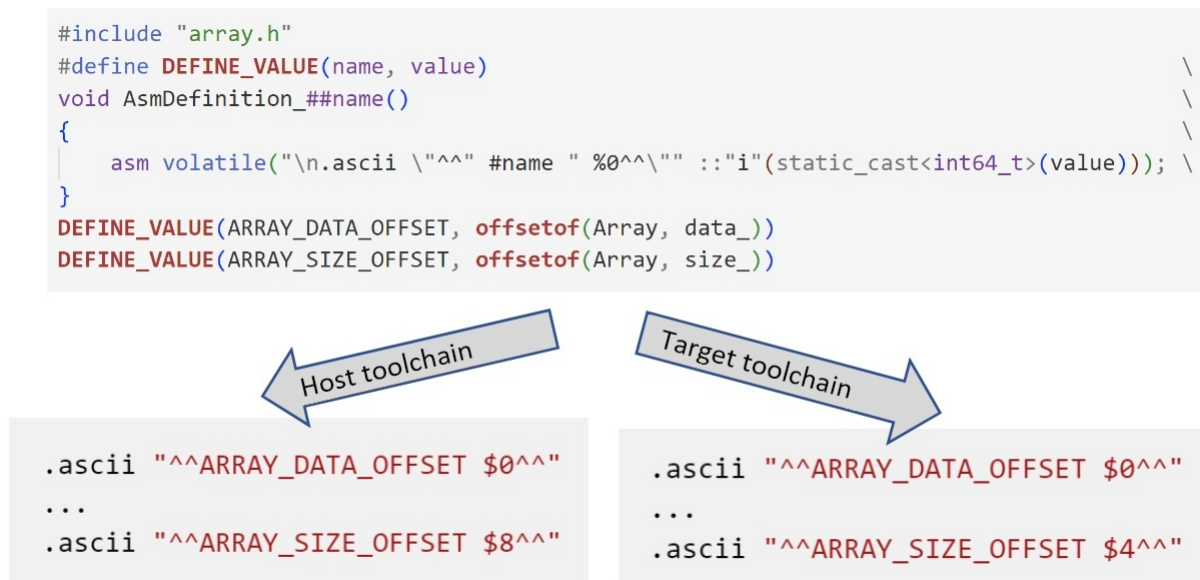 #include "array.h"
#define DEFINE_VALUE(name, value) \
void AsmDefinition_##name() \
{ \
    asm volatile("\n.ascii \"^^" #name " %0^^\"" ::"i"(static_cast<int64_t>(value))); \
}
DEFINE_VALUE(ARRAY_DATA_OFFSET, offsetof(Array, data_))
DEFINE_VALUE(ARRAY_SIZE_OFFSET, offsetof(Array, size_))
Host toolchain
Target toolchain
.ascii "^^ARRAY_DATA_OFFSET $0^^"
...
.ascii "^^ARRAY_SIZE_OFFSET $8^^"
.ascii "^^ARRAY_DATA_OFFSET $0^^"
...
.ascii "^^ARRAY_SIZE_OFFSET $4^^"